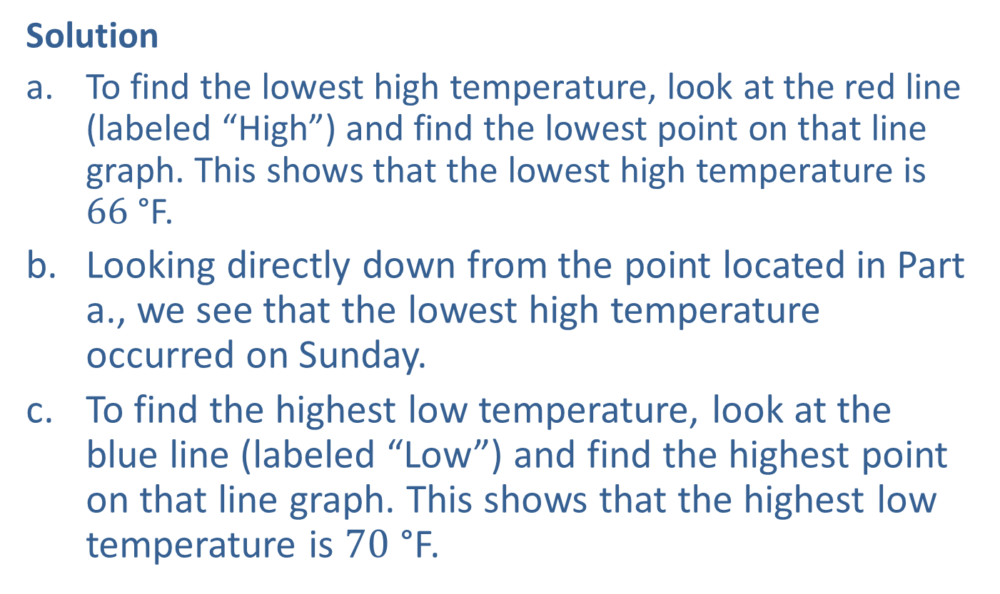 Solution
a. To find the lowest high temperature, look at the red line
(labeled “High”) and find the lowest point on that line
graph. This shows that the lowest high temperature is
66 °F.
b. Looking directly down from the point located in Part
a., we see that the lowest high temperature
occurred on Sunday.
c. To find the highest low temperature, look at the
blue line (labeled “Low”) and find the highest point
on that line graph. This shows that the highest low
temperature is 70 °F.